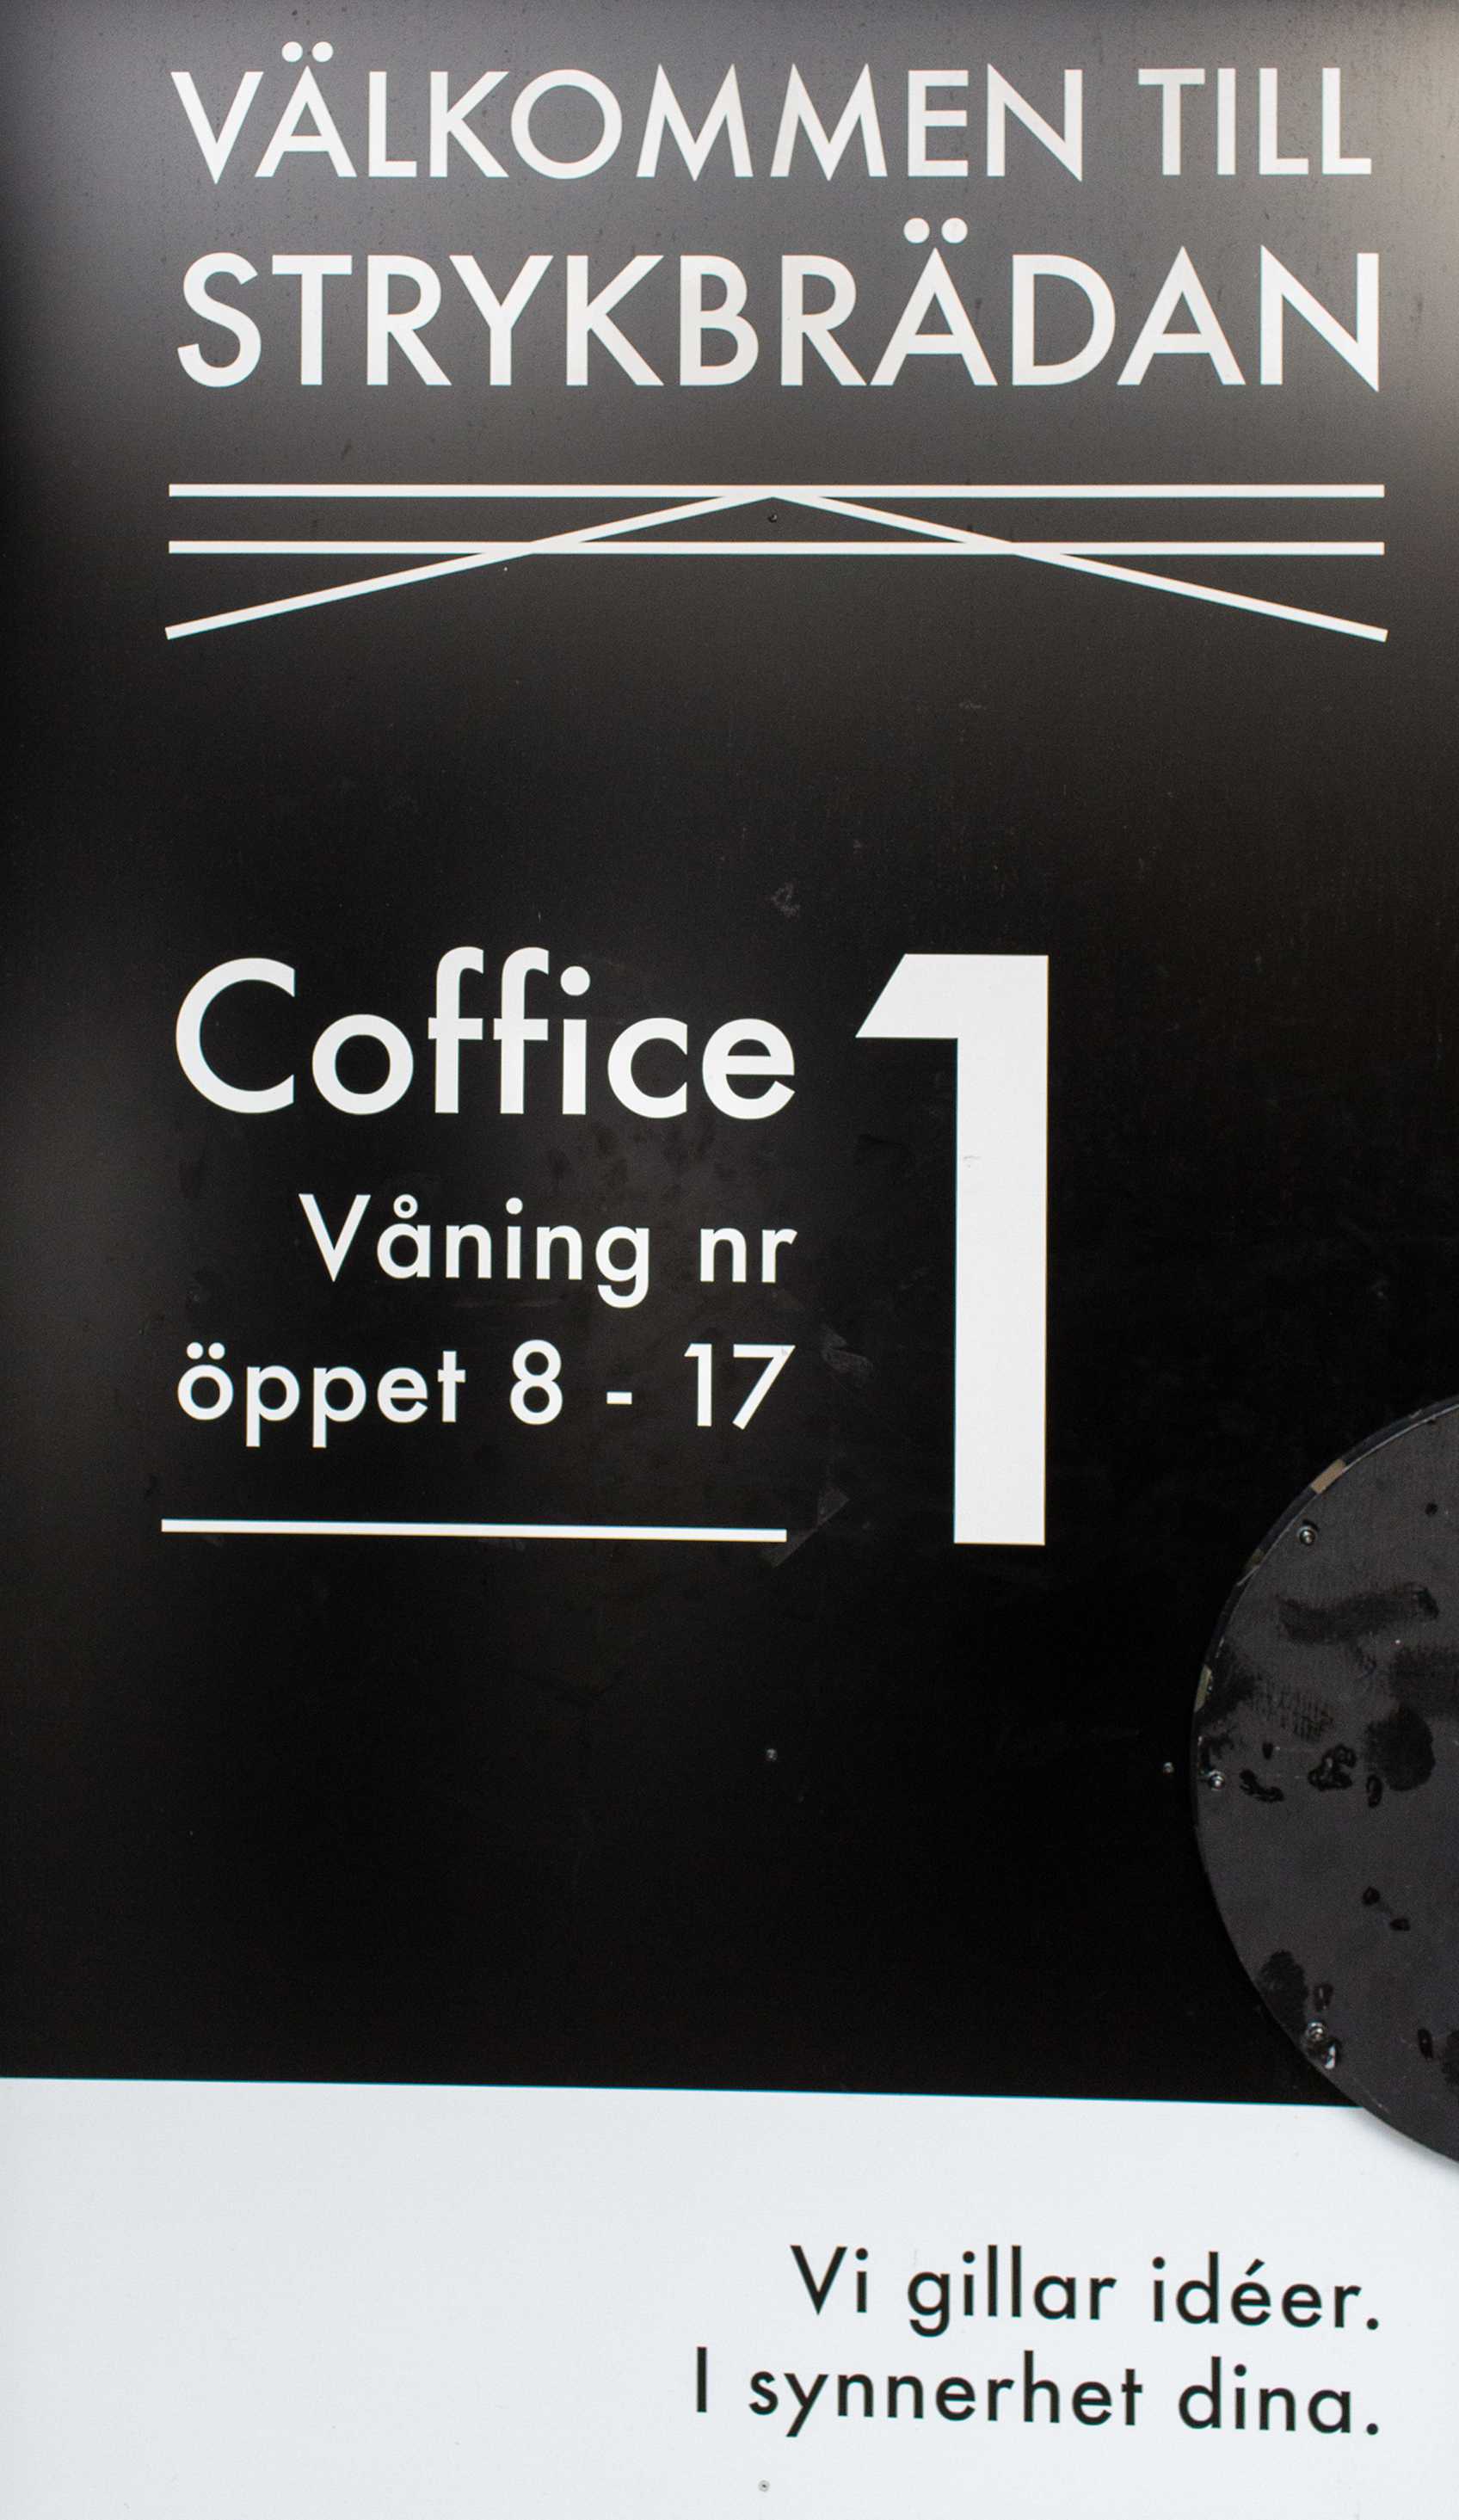 VÄLKOMMEN TILL
STRYKBRÄDAN
Coffice 1
Våning nr
öppet 8 - 17
Vi gillar idéer.
I synnerhet dina.